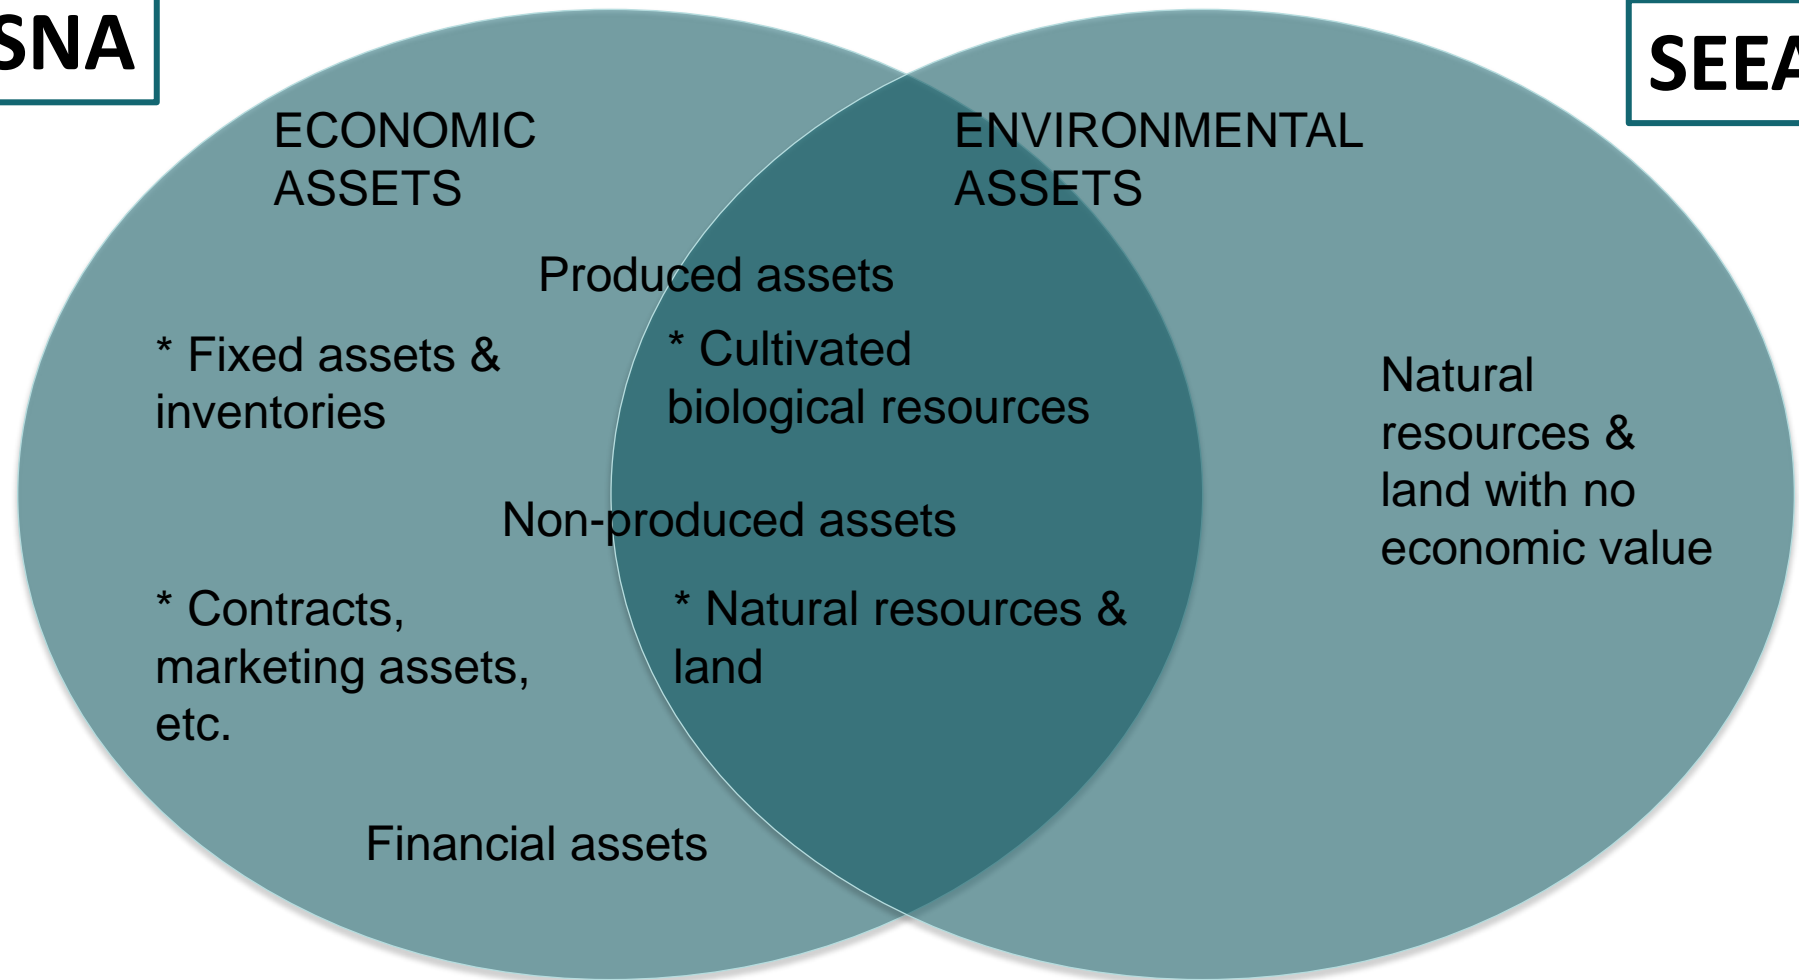 SNA
SEEA
ECONOMIC
ASSETS
ENVIRONMENTAL
ASSETS
Produced assets
* Fixed assets &
inventories
* Cultivated
biological resources
Natural
resources &
land with no
economic value
Non-produced assets
* Contracts,
marketing assets,
etc.
* Natural resources &
land
Financial assets